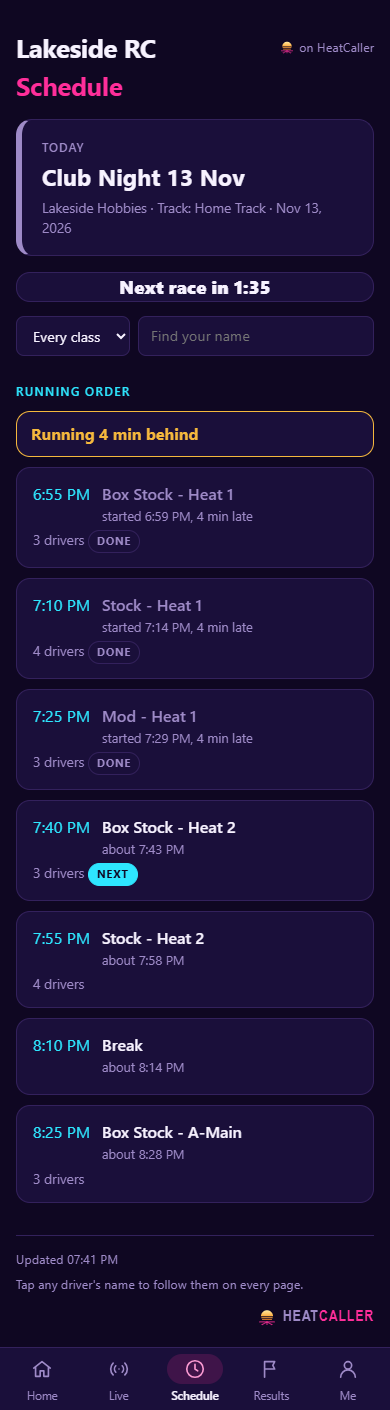 Lakeside RC
on HeatCaller
Schedule
TODAY
Club Night 13 Nov
Lakeside Hobbies · Track: Home Track · Nov 13,
2026
Next race in 1:35
Every class
Find your name
RUNNING ORDER
Running 4 min behind
6:55 PM Box Stock - Heat 1
started 6:59 PM, 4 min late
3 drivers DONE
7:10 PM Stock - Heat 1
started 7:14 PM, 4 min late
4 drivers DONE
7:25 PM Mod - Heat 1
started 7:29 PM, 4 min late
3 drivers DONE
7:40 PM Box Stock - Heat 2
about 7:43 PM
3 drivers NEXT
7:55 PM Stock - Heat 2
about 7:58 PM
4 drivers
8:10 PM Break
about 8:14 PM
8:25 PM Box Stock - A-Main
about 8:28 PM
3 drivers
Updated 07:41 PM
Tap any driver's name to follow them on every page.
HEATCALLER
Home Live Schedule Results Me